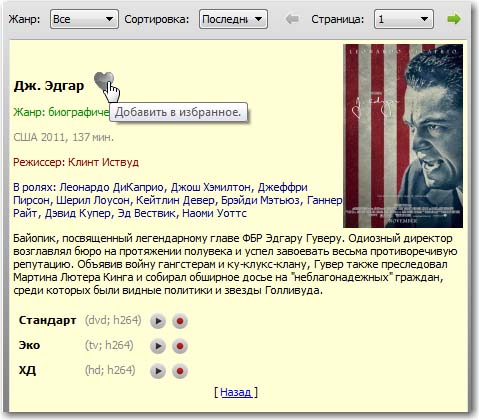 Жанр: Все Сортировка: Последни Страница: 1
LEONARDO DICAPRIO
Дж. Эдгар
Жанр: биографиче
Добавить в избранное.
США 2011, 137 мин.
J. Edgar
Режиссер: Клинт Иствуд
В ролях: Леонардо ДиКаприо, Джош Хэмилтон, Джеффри
Пирсон, Шерил Лоусон, Кейтлин Девер, Брэйди Мэтьюз, Ганнер
Райт, Дэвид Купер, Эд Вествик, Наоми Уоттс
NOVEMBER
Байопик, посвященный легендарному главе ФБР Эдгару Гуверу. Одиозный директор
возглавлял бюро на протяжении полувека и успел завоевать весьма противоречивую
репутацию. Объявив войну гангстерам и ку-клукс-клану, Гувер также преследовал
Мартина Лютера Кинга и собирал обширное досье на "неблагонадежных" граждан,
среди которых были видные политики и звезды Голливуда.
Стандарт (dvd; h264)
Эко (tv; h264)
ХД (hd; h264)
[ Назад ]